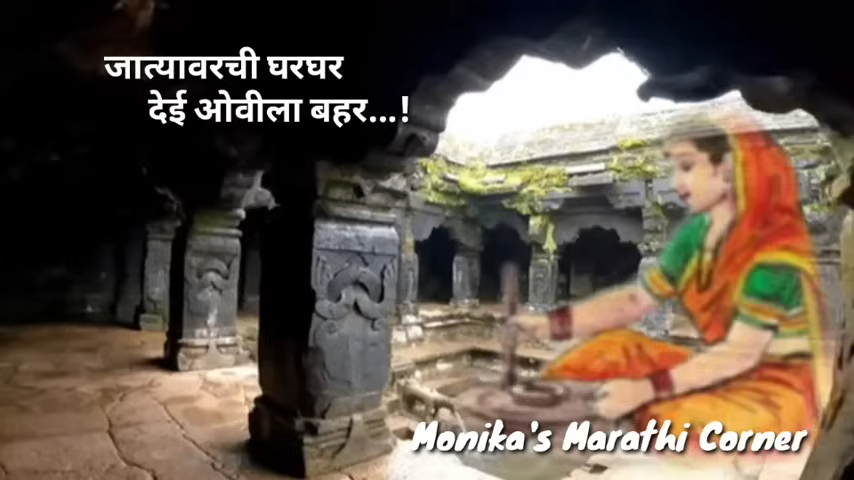 जात्यावरची घरघर
देई ओवीला बहर...!
Monika's Marathi Corner